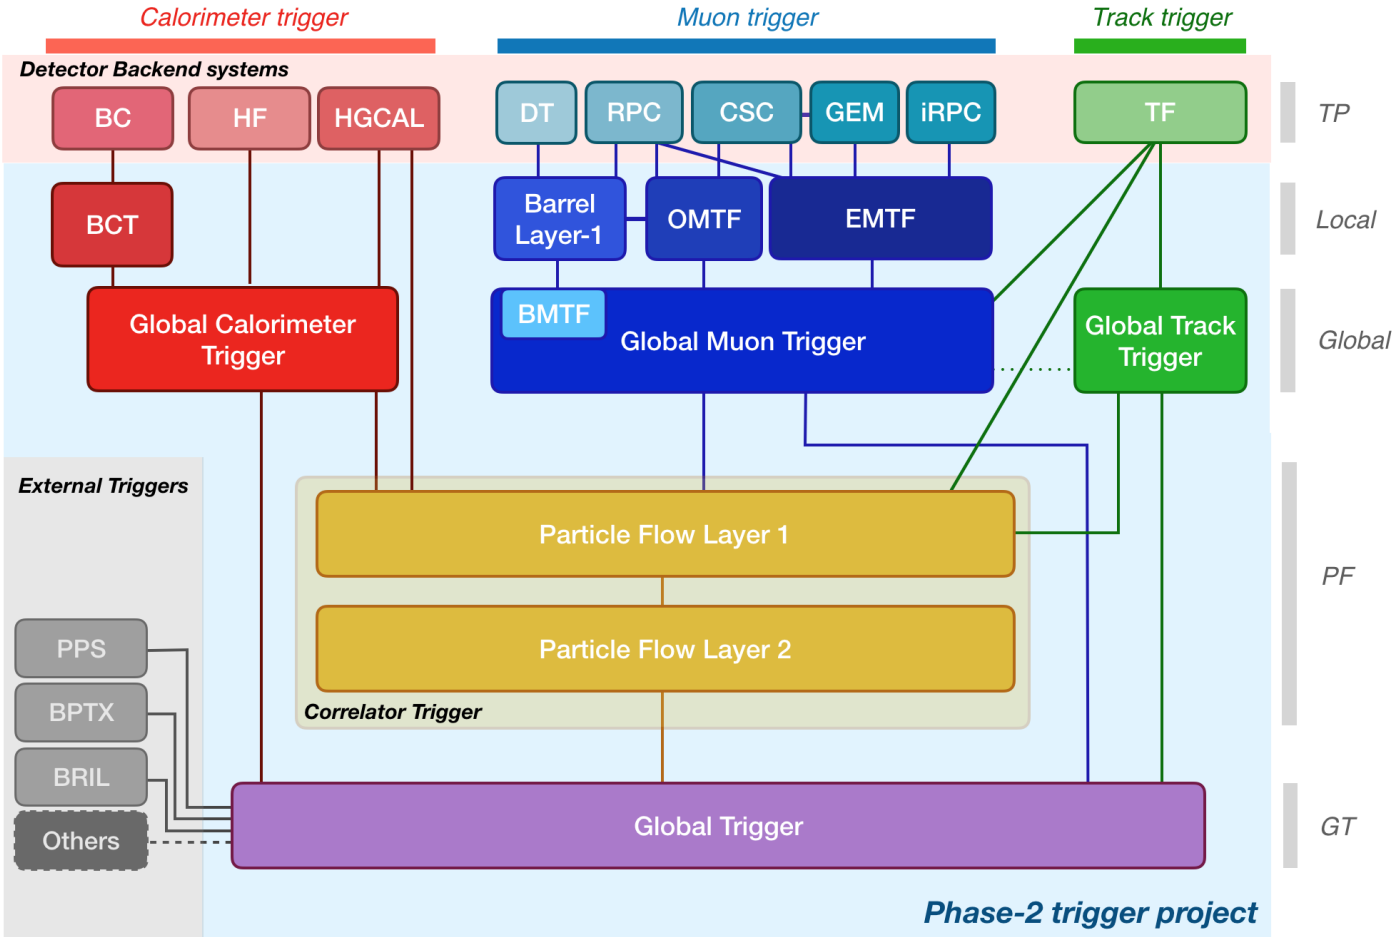 Calorimeter trigger
Muon trigger
Track trigger
Detector Backend systems
BC
HF
HGCAL
DT
RPC
CSC
GEM
iRPC
TF
TP
BCT
Barrel
Layer-1
OMTF
EMTF
Local
Global Calorimeter
Trigger
BMTF
Global Muon Trigger
Global Track
Trigger
Global
External Triggers
Particle Flow Layer 1
PF
Particle Flow Layer 2
Correlator Trigger
PPS
BPTX
BRIL
Others
Global Trigger
GT
Phase-2 trigger project